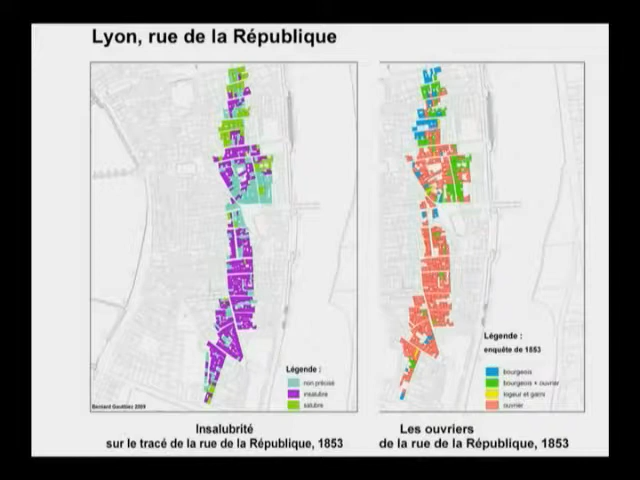 Lyon, rue de la République
Légende :
non précisé
insalubre
salubre
Bernard Gauthiez 2009
Légende :
enquête de 1853
bourgeois
bourgeois + ouvrier
logeur et garni
ouvrier
Insalubrité
sur le tracé de la rue de la République, 1853
Les ouvriers
de la rue de la République, 1853